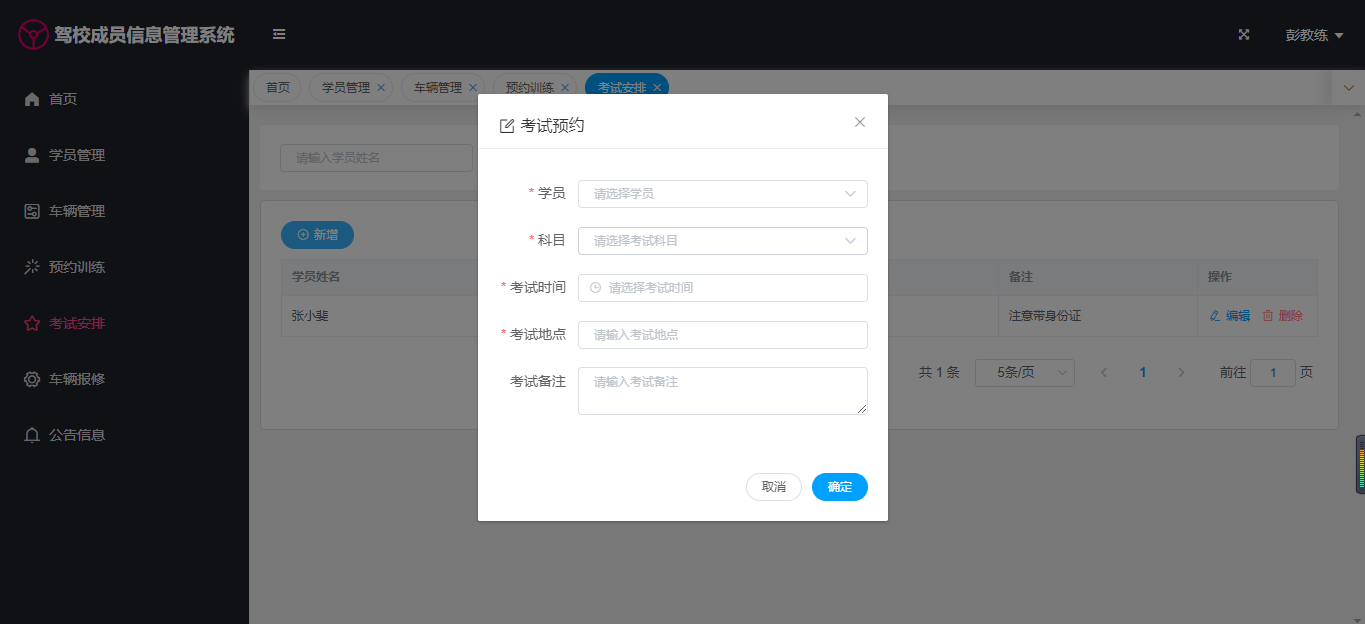 驾校成员信息管理系统
彭教练
首页
学员管理
车辆管理
预约训练
考试安排
车辆报修
公告信息
首页
学员管理
车辆管理
预约训练
考试安排
请输入学员姓名
新增
学员姓名
备注
操作
张小斐
注意带身份证
编辑
删除
共 1 条
5条/页
1
前往
1
页
考试预约
* 学员
请选择学员
* 科目
请选择考试科目
* 考试时间
请选择考试时间
* 考试地点
请输入考试地点
考试备注
请输入考试备注
取消
确定